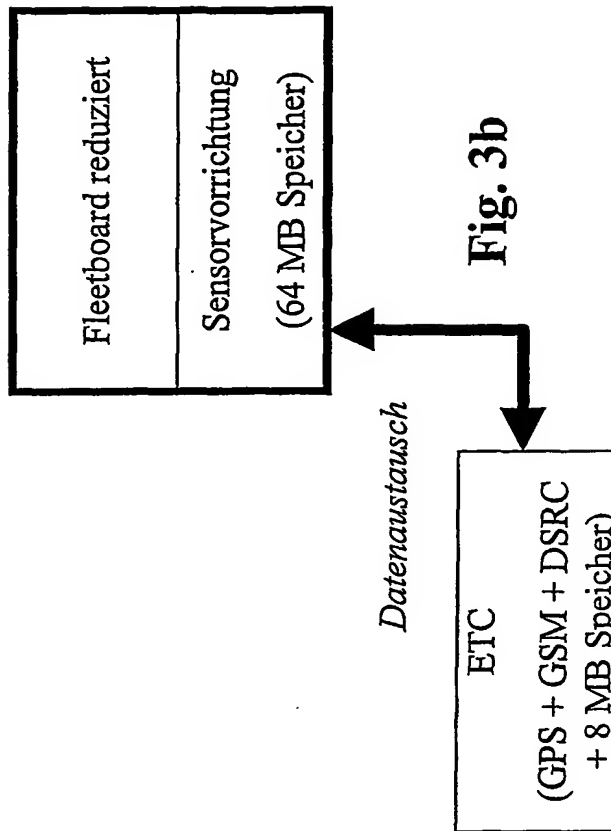 Fleetboard reduziert
Sensorvorrichtung
(64 MB Speicher)
Datenaustausch
Fig. 3b
ETC
(GPS + GSM + DSRC
+ 8 MB Speicher)